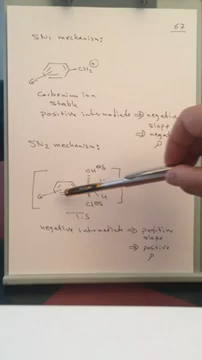 67
SN1 mechanism:
G
CH2 ⊕
Carbenium ion
stable
positive intermediate ⇒ negative
slope
⇒ negat
ρ
SN2 mechanism:
OH
G
H
T.S
negative intermediate ⇒ positive
slope
⇒ positive
ρ